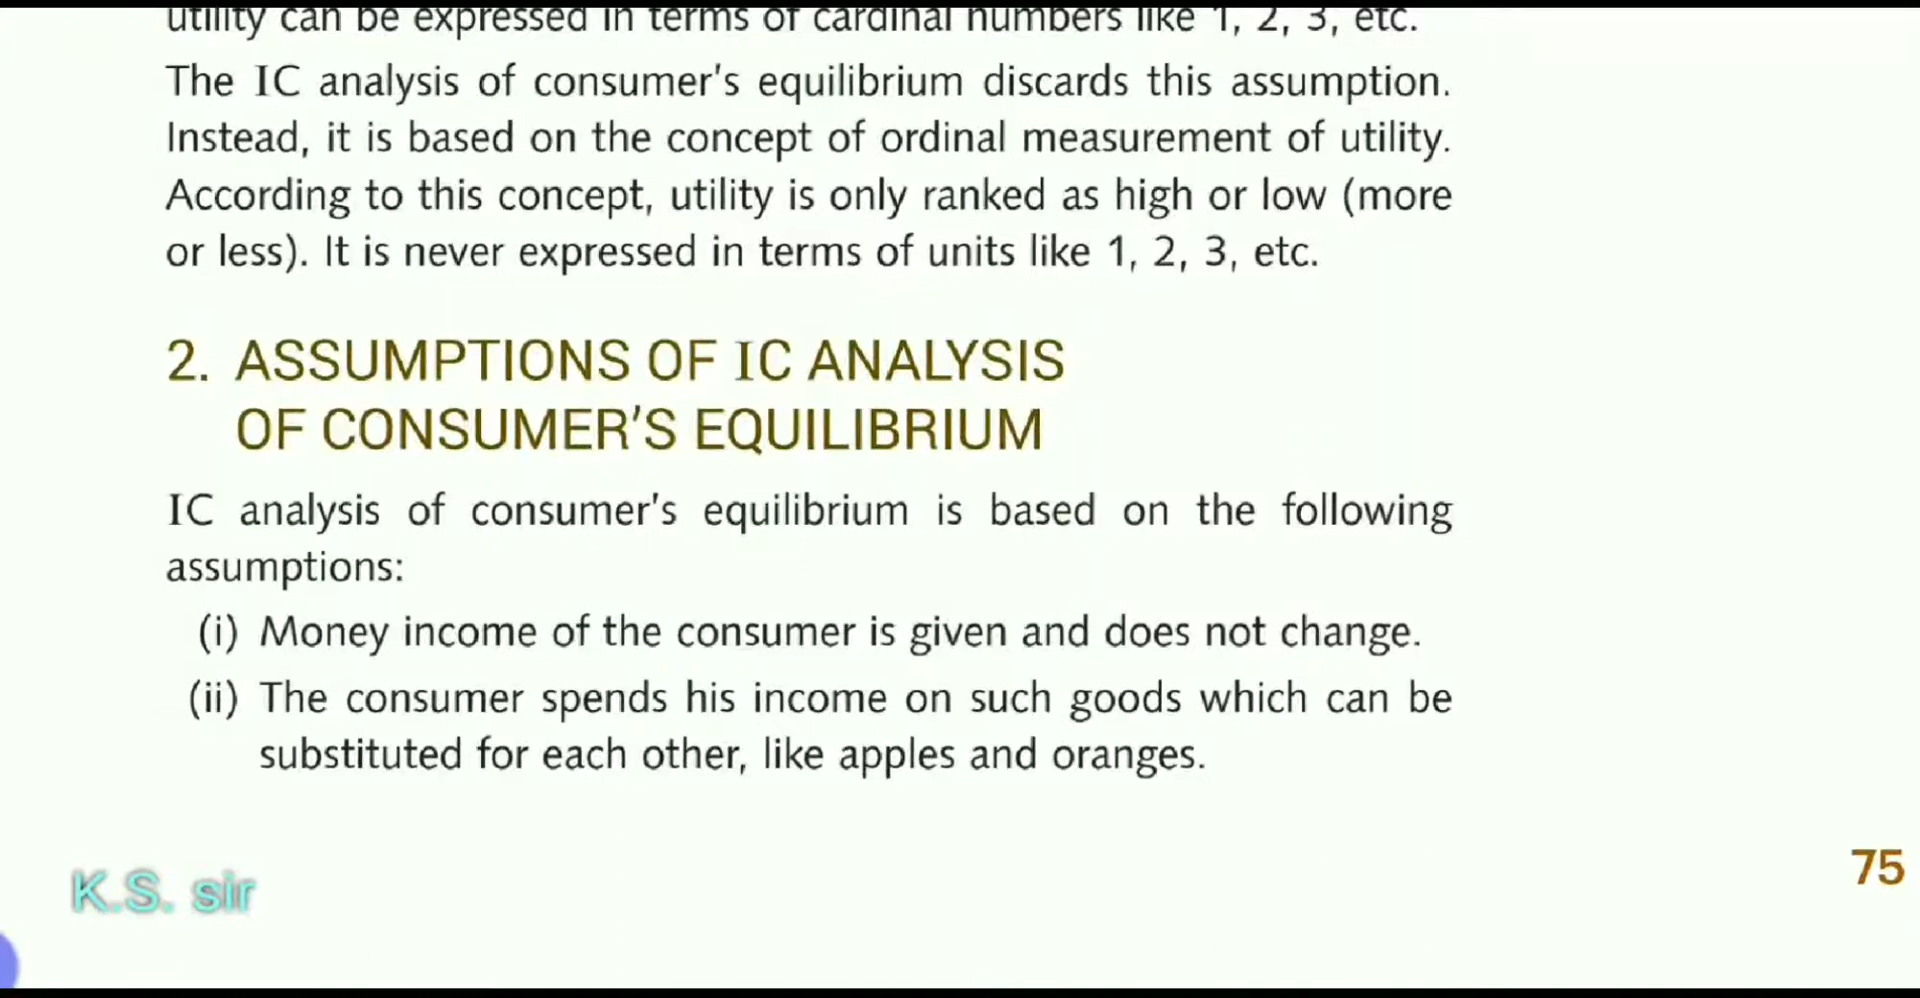 utility can be expressed in terms of cardinal numbers like 1, 2, 3, etc.
The IC analysis of consumer's equilibrium discards this assumption.
Instead, it is based on the concept of ordinal measurement of utility.
According to this concept, utility is only ranked as high or low (more
or less). It is never expressed in terms of units like 1, 2, 3, etc.
2. ASSUMPTIONS OF IC ANALYSIS
OF CONSUMER'S EQUILIBRIUM
IC analysis of consumer's equilibrium is based on the following
assumptions:
(i) Money income of the consumer is given and does not change.
(ii) The consumer spends his income on such goods which can be
substituted for each other, like apples and oranges.
75
K.S. sir